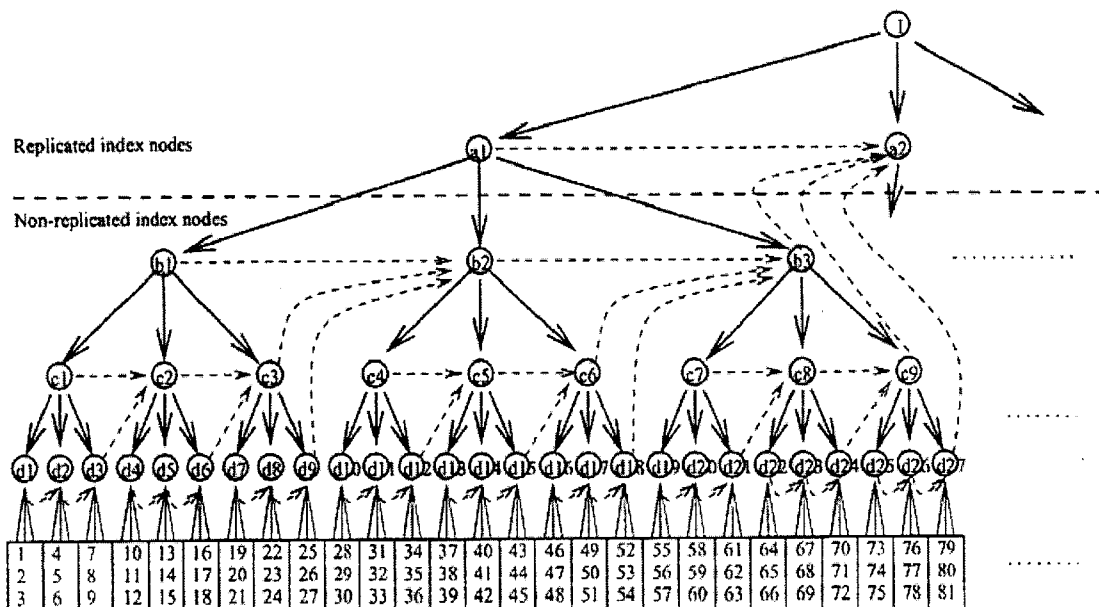 I
Replicated index nodes
a1 a2
Non-replicated index nodes
b1 b2 b3
c1 c2 c3 c4 c5 c6 c7 c8 c9
d1 d2 d3 d4 d5 d6 d7 d8 d9 d10 d11 d12 d13 d14 d15 d16 d17 d18 d19 d20 d21 d22 d23 d24 d25 d26 d27
1 4 7 10 13 16 19 22 25 28 31 34 37 40 43 46 49 52 55 58 61 64 67 70 73 76 79
2 5 8 11 14 17 20 23 26 29 32 35 38 41 44 47 50 53 56 59 62 65 68 71 74 77 80
3 6 9 12 15 18 21 24 27 30 33 36 39 42 45 48 51 54 57 60 63 66 69 72 75 78 81